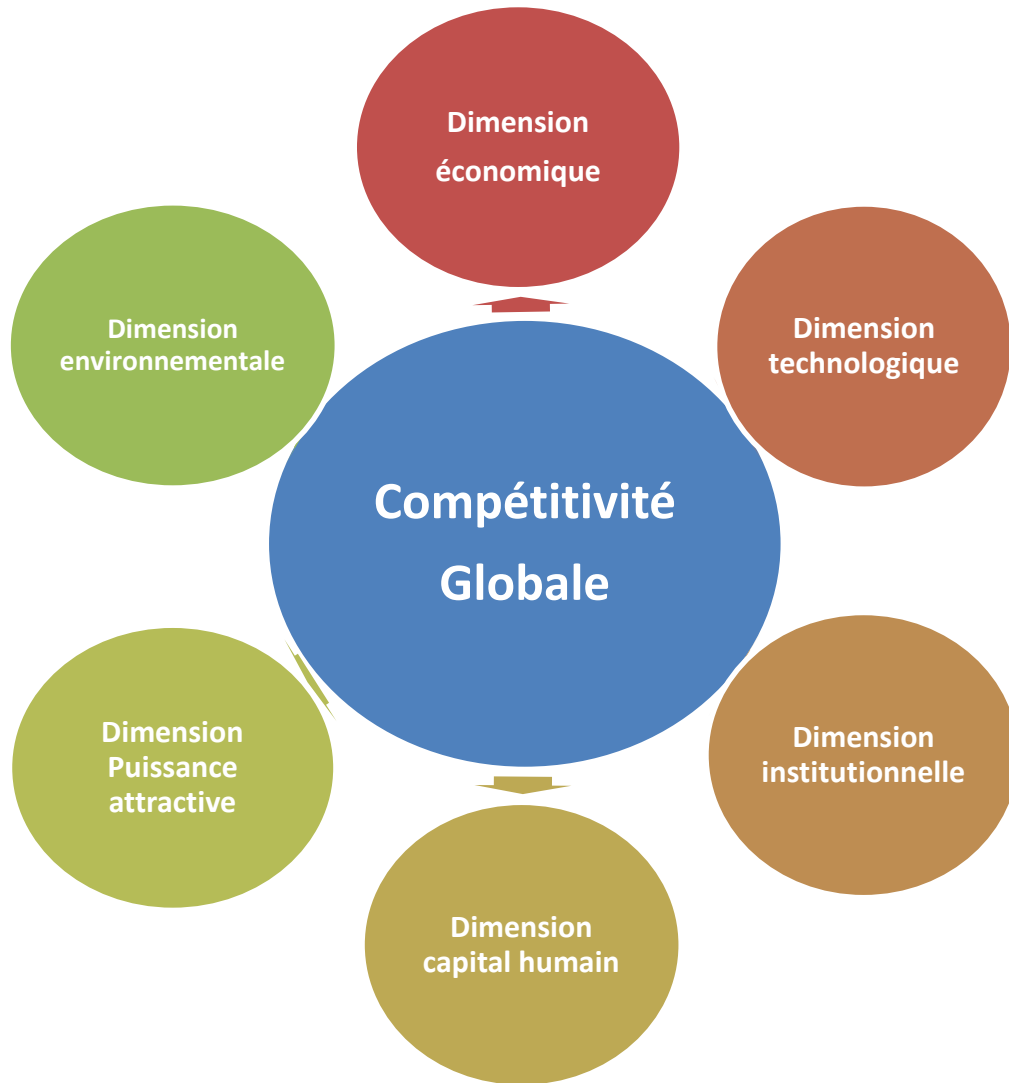 Dimension
économique
Dimension
environnementale
Dimension
technologique
Compétitivité
Globale
Dimension
Puissance
attractive
Dimension
institutionnelle
Dimension
capital humain